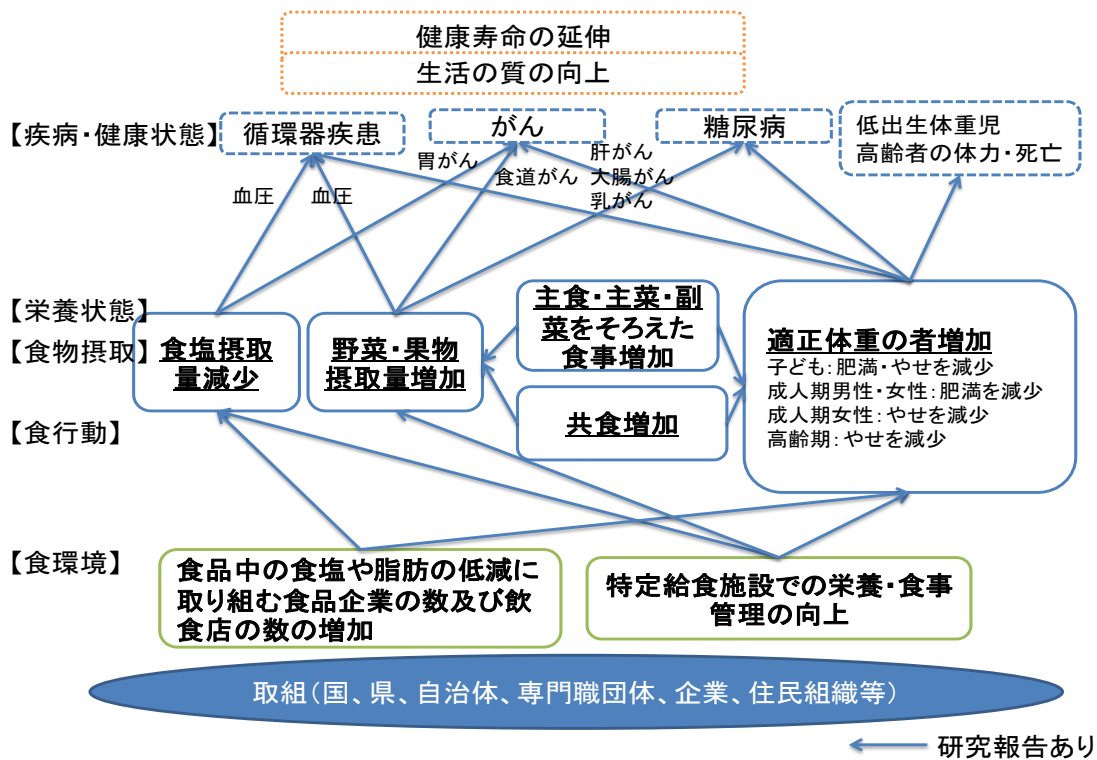 健康寿命の延伸
生活の質の向上
【疾病・健康状態】
循環器疾患
がん
糖尿病
低出生体重児
高齢者の体力・死亡
胃がん
食道がん
肝がん
大腸がん
乳がん
血圧
血圧
【栄養状態】
【食物摂取】
【食行動】
食塩摂取
量減少
野菜・果物
摂取量増加
主食・主菜・副
菜をそろえた
食事増加
共食増加
適正体重の者増加
子ども：肥満・やせを減少
成人期男性・女性：肥満を減少
成人期女性：やせを減少
高齢期：やせを減少
【食環境】
食品中の食塩や脂肪の低減に
取り組む食品企業の数及び飲
食店の数の増加
特定給食施設での栄養・食事
管理の向上
取組（国、県、自治体、専門職団体、企業、住民組織等）
研究報告あり